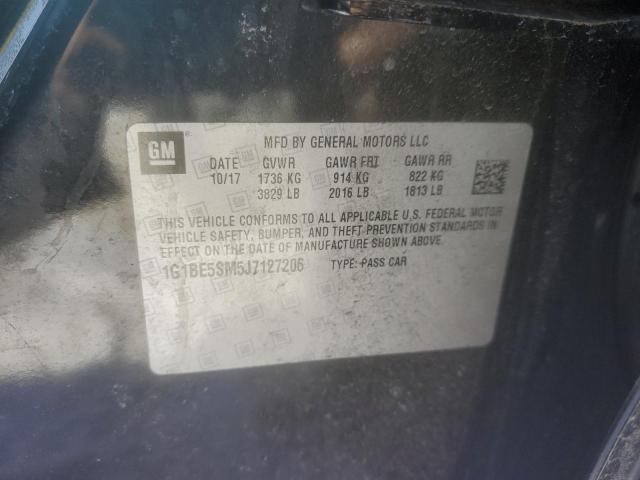 GM
MFD BY GENERAL MOTORS LLC
DATE GVWR GAWR FRT GAWR RR
10/17 1736 KG 914 KG 822 KG
3829 LB 2016 LB 1813 LB
THIS VEHICLE CONFORMS TO ALL APPLICABLE U.S. FEDERAL MOTOR
VEHICLE SAFETY, BUMPER, AND THEFT PREVENTION STANDARDS IN
EFFECT ON THE DATE OF MANUFACTURE SHOWN ABOVE.
1G1BE5SM5J7127206 TYPE: PASS CAR